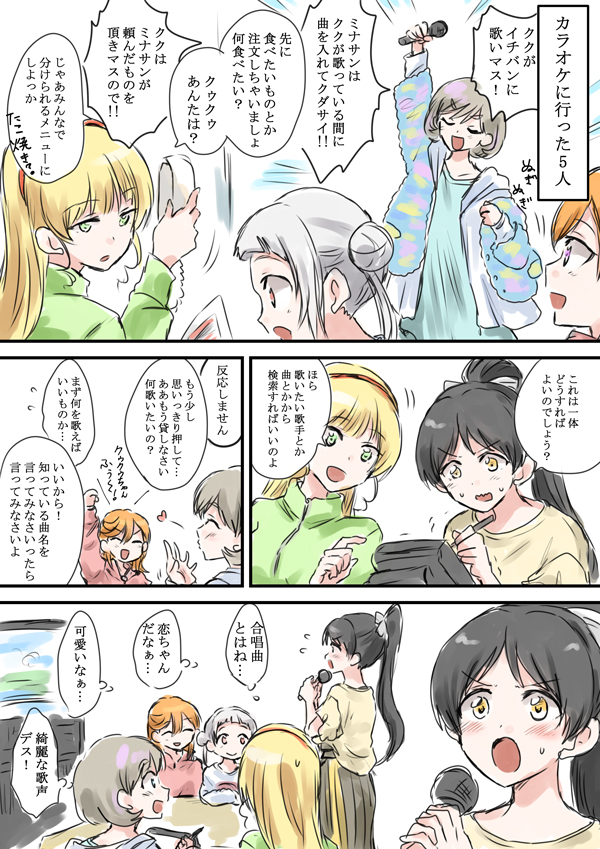 カラオケに行った5人
ククが
イチバンに
歌いマス!
ぬぎ
ぬぎ
ミナサンは
ククが歌っている間に
曲を入れてクダサイ!!
先に
食べたいものとか
注文しちゃいましょ
クゥクゥ
あんたは?
何食べたい?
ククは
ミナサンが
頼んだものを
頂きマスので!!
じゃあみんなで
分けられるメニューに
しよっか
たこ焼きっ?
これは一体
どうすれば
よいのでしょう?
ほら
歌いたい歌手とか
曲とかから
検索すればいいのよ
反応しません
もう少し
思いっきり押して…
ああもう貸しなさい
何歌いたいの?
まず何を歌えば
いいものか…
クゥクゥちゃん
ふぅ〜!
いいから!
知っている曲名を
言ってみなさいったら
言ってみなさいよ
合唱曲
とはね…
恋ちゃん
だなぁ…
可愛いなぁ…
綺麗な歌声
デス!